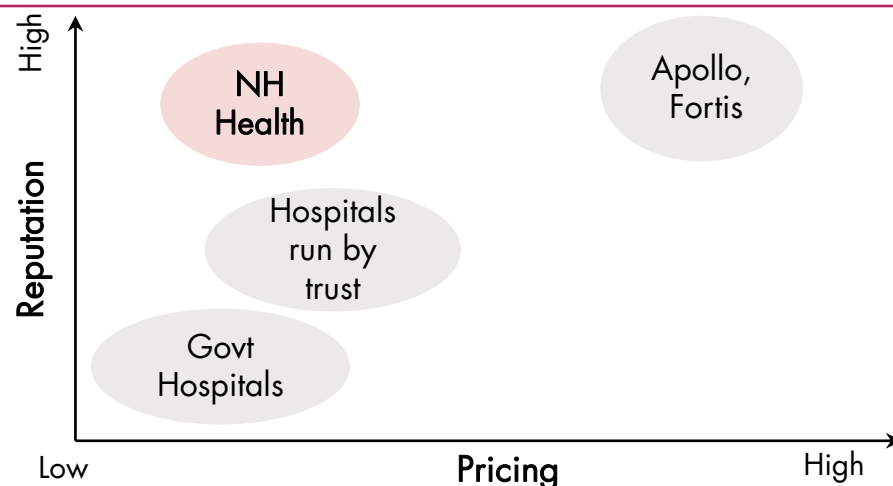 High
NH
Health
Apollo,
Fortis
Reputation
Hospitals
run by
trust
Govt
Hospitals
Low
Pricing
High